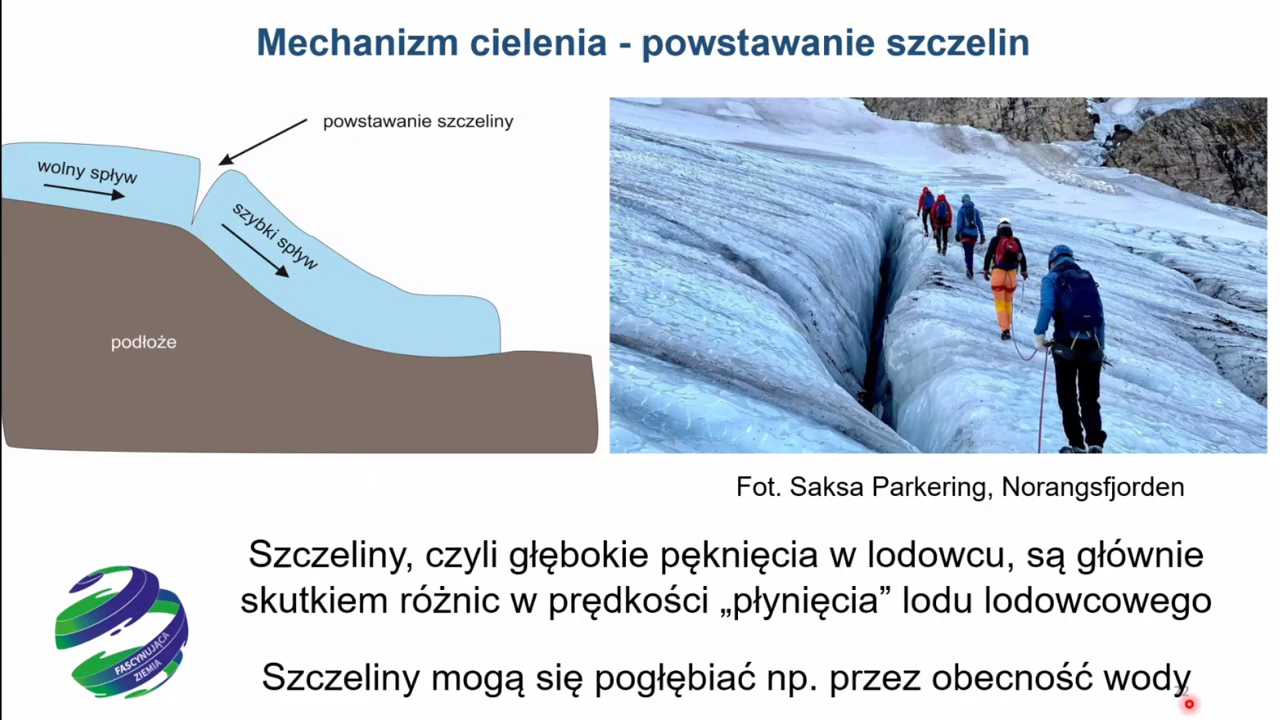 Mechanizm cielenia - powstawanie szczelin
powstawanie szczeliny
wolny spływ
szybki spływ
podłoże
Fot. Saksa Parkering, Norangsfjorden
Szczeliny, czyli głębokie pęknięcia w lodowcu, są głównie
skutkiem różnic w prędkości „płynięcia” lodu lodowcowego
Szczeliny mogą się pogłębiać np. przez obecność wody
FASCYNUJĄCA
ZIEMIA